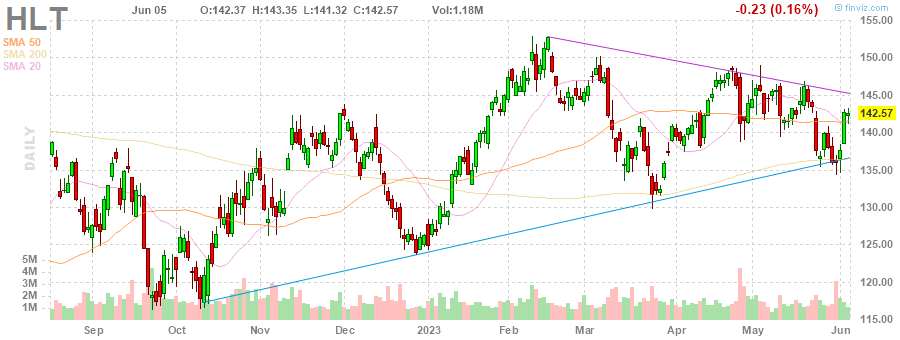 HLT Jun 05 O:142.37 H:143.35 L:141.32 C:142.57 Vol:1.18M -0.23 (0.16%) © finviz.com
SMA 50
SMA 200
SMA 20
DAILY
155.00
150.00
145.00
142.57
140.00
135.00
130.00
125.00
120.00
115.00
5M
4M
3M
2M
1M
Sep Oct Nov Dec 2023 Feb Mar Apr May Jun